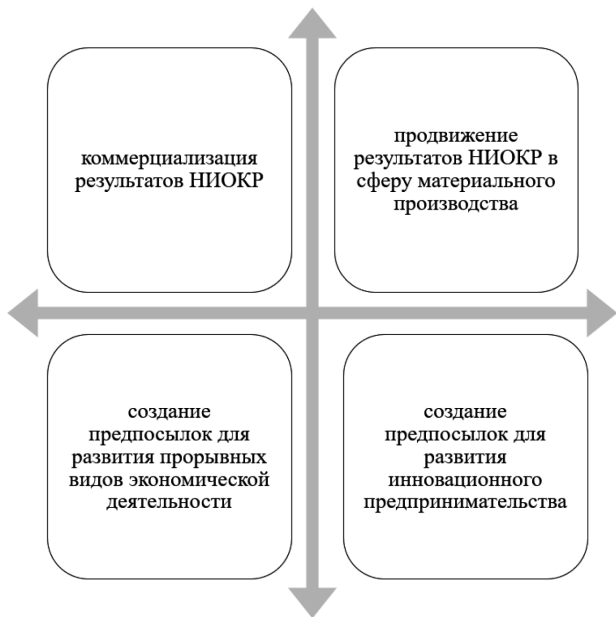 коммерциализация
результатов НИОКР
продвижение
результатов НИОКР в
сферу материального
производства
создание
предпосылок для
развития прорывных
видов экономической
деятельности
создание
предпосылок для
развития
инновационного
предпринимательства